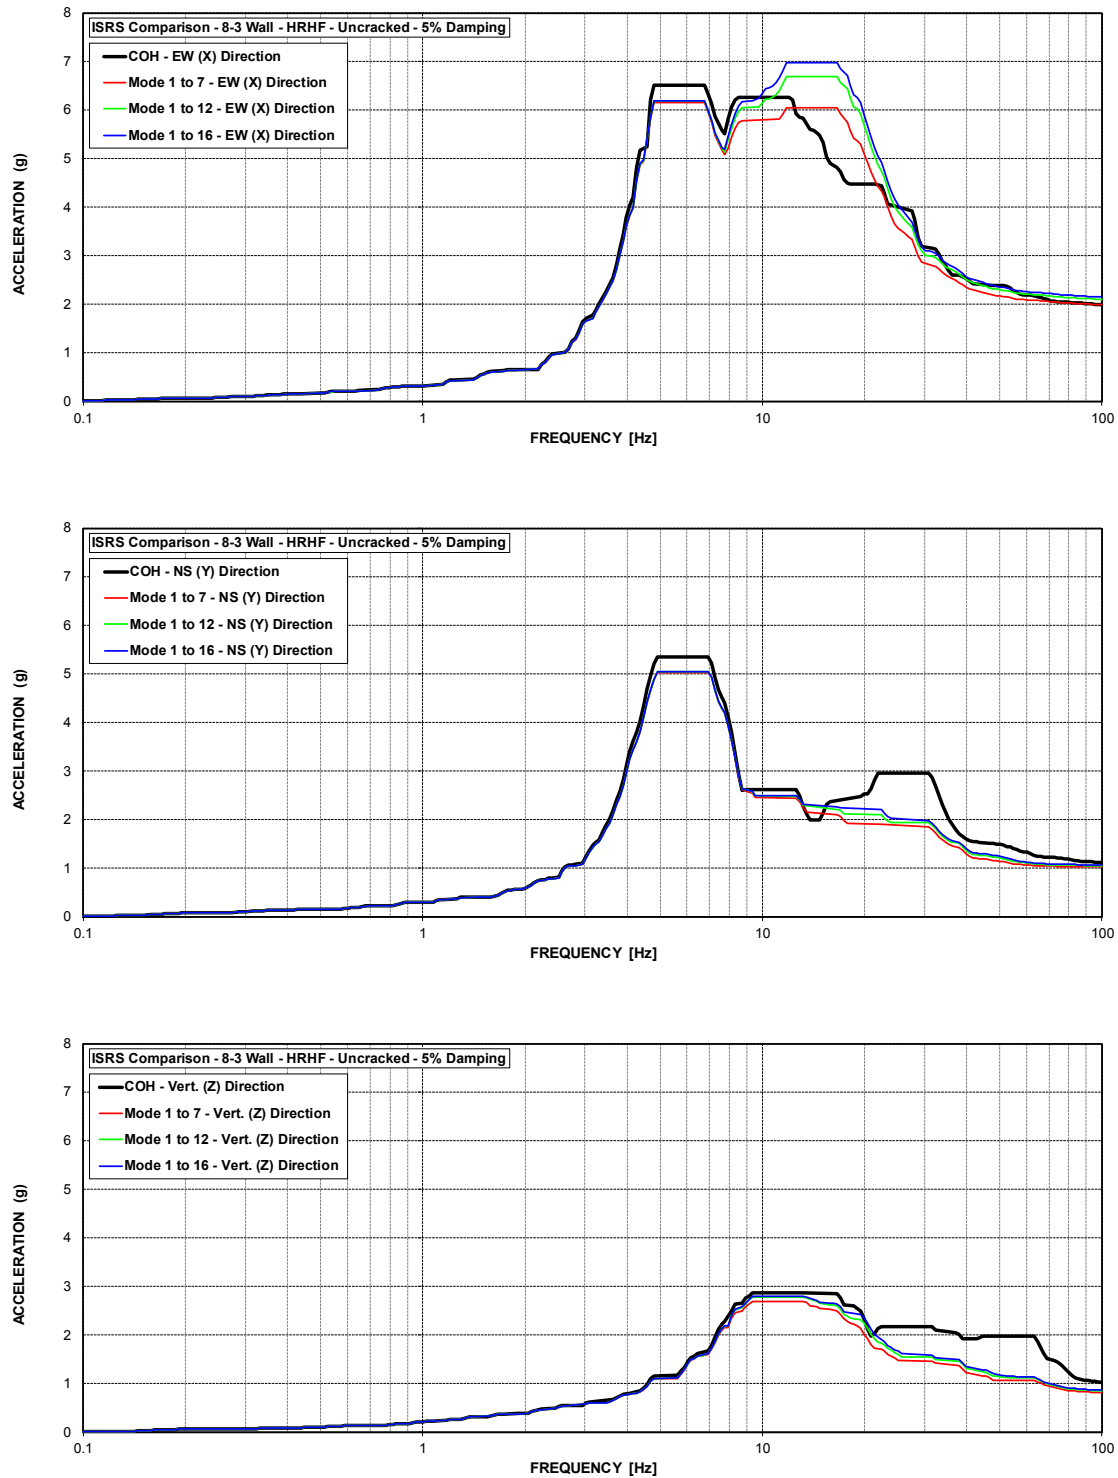 ISRS Comparison - 8-3 Wall - HRHF - Uncracked - 5% Damping
COH - EW (X) Direction
Mode 1 to 7 - EW (X) Direction
Mode 1 to 12 - EW (X) Direction
Mode 1 to 16 - EW (X) Direction
8
7
6
5
4
3
2
1
0
ACCELERATION (g)
0.1
1
10
100
FREQUENCY [Hz]
ISRS Comparison - 8-3 Wall - HRHF - Uncracked - 5% Damping
COH - NS (Y) Direction
Mode 1 to 7 - NS (Y) Direction
Mode 1 to 12 - NS (Y) Direction
Mode 1 to 16 - NS (Y) Direction
8
7
6
5
4
3
2
1
0
ACCELERATION (g)
0.1
1
10
100
FREQUENCY [Hz]
ISRS Comparison - 8-3 Wall - HRHF - Uncracked - 5% Damping
COH - Vert. (Z) Direction
Mode 1 to 7 - Vert. (Z) Direction
Mode 1 to 12 - Vert. (Z) Direction
Mode 1 to 16 - Vert. (Z) Direction
8
7
6
5
4
3
2
1
0
ACCELERATION (g)
0.1
1
10
100
FREQUENCY [Hz]